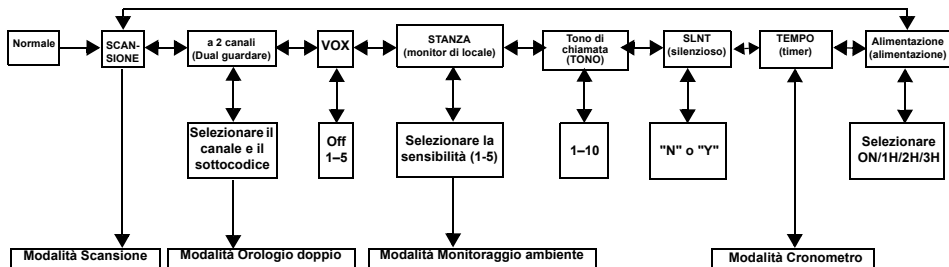 Normale
SCAN-
SIONE
a 2 canali
(Dual guardare)
VOX
STANZA
(monitor di locale)
Tono di
chiamata
(TONO)
SLNT
(silenzioso)
TEMPO
(timer)
Alimentazione
(alimentazione)
Selezionare il
canale e il
sottocodice
Off
1–5
Selezionare la
sensibilità (1-5)
1–10
"N" o "Y"
Selezionare
ON/1H/2H/3H
Modalità Scansione
Modalità Orologio doppio
Modalità Monitoraggio ambiente
Modalità Cronometro